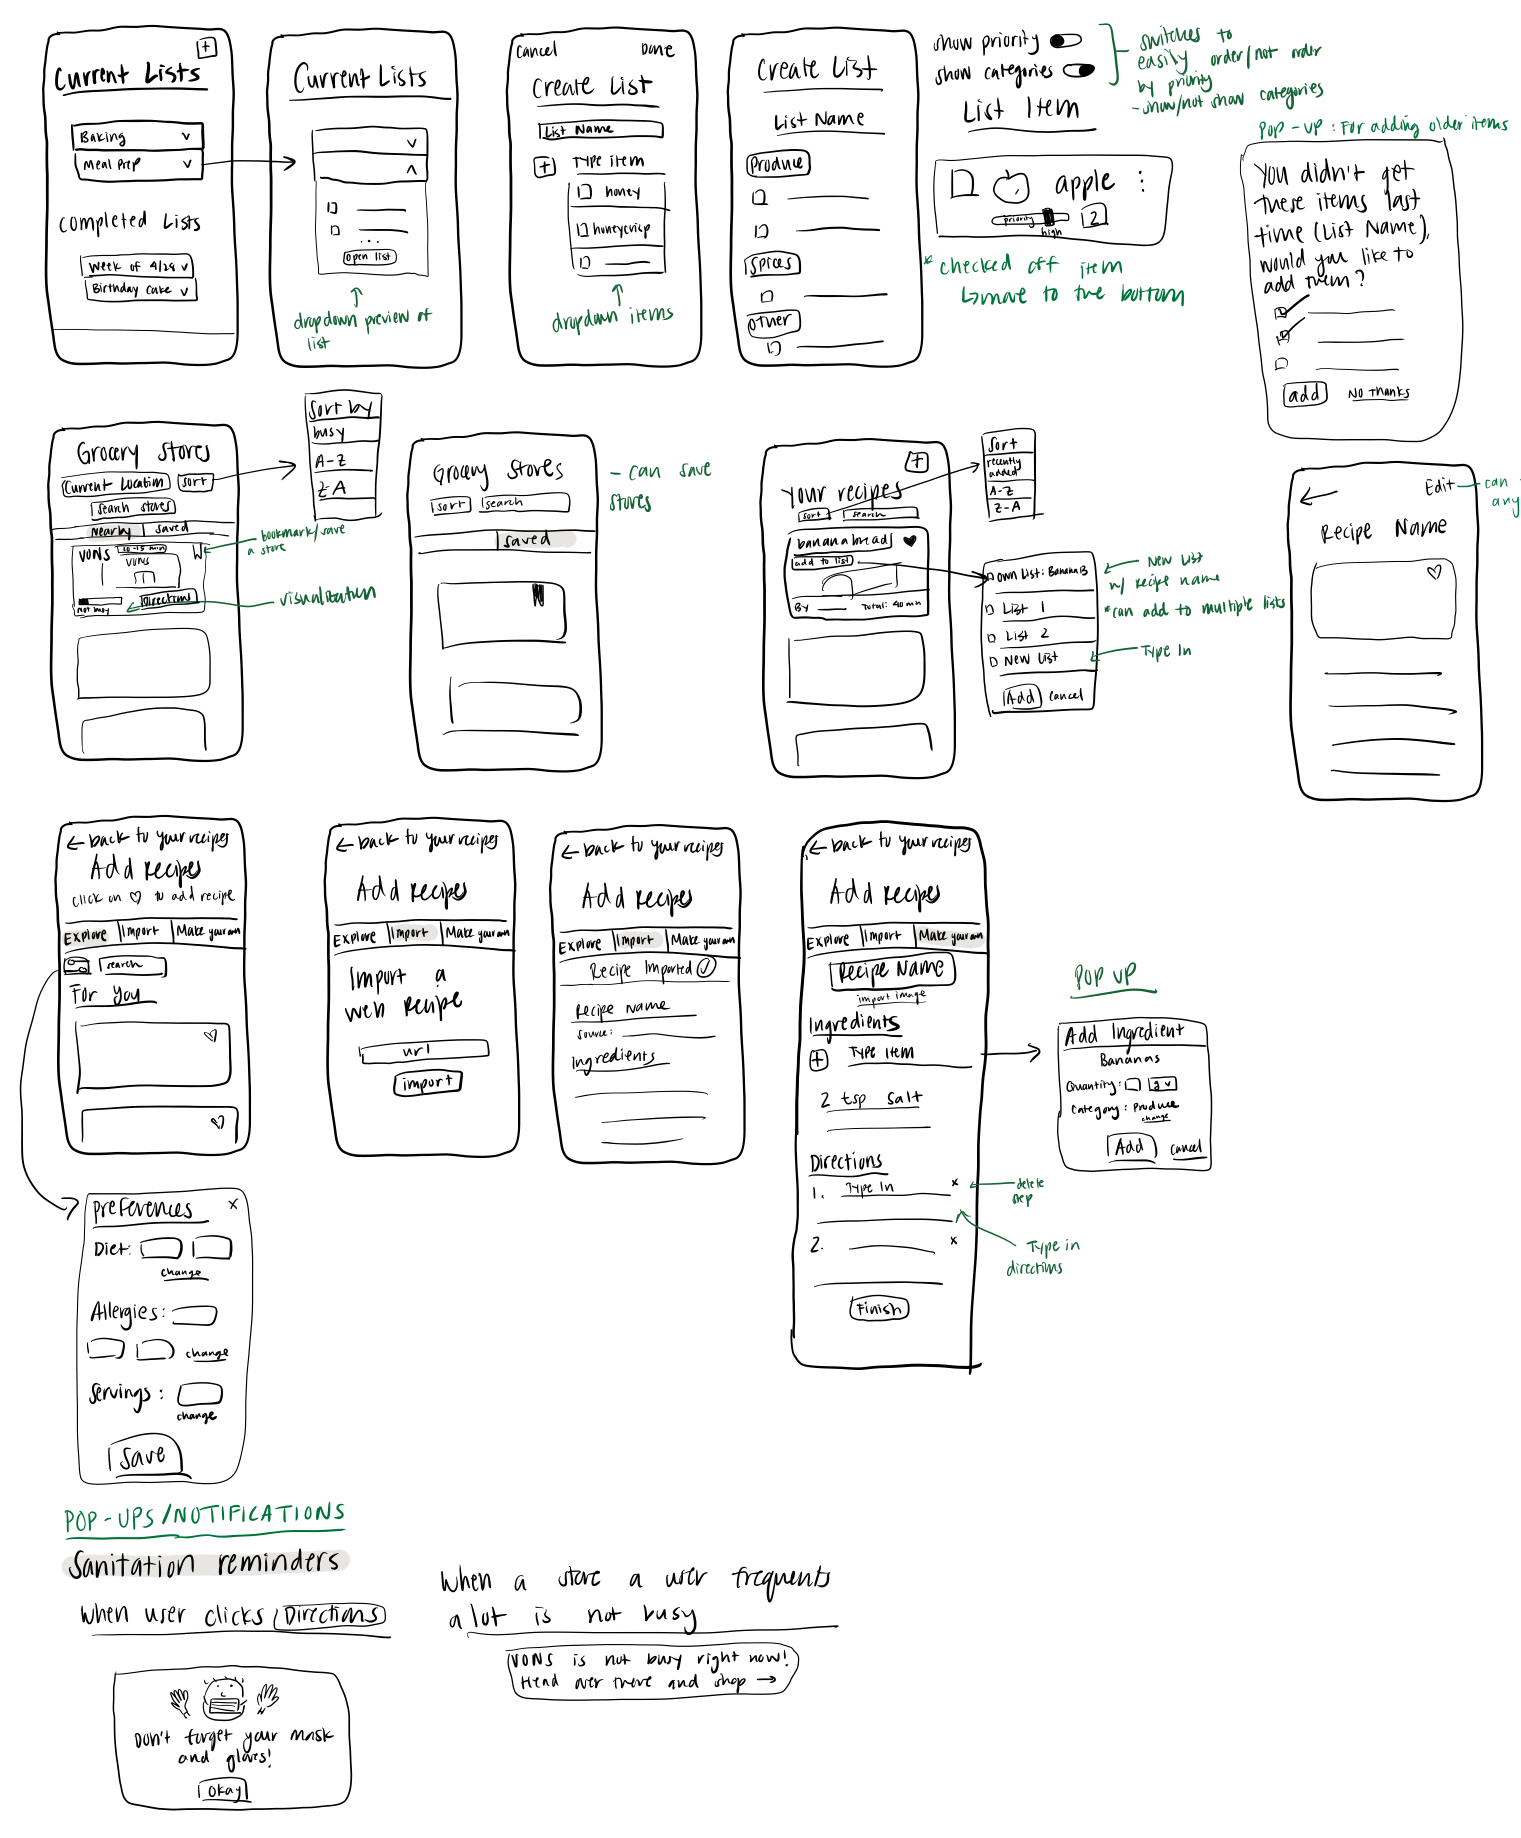 +
Current Lists
Baking v
Meal Prep v
Completed Lists
Week of 4/28 v
Birthday Cake v
Current Lists
v
^
...
open list
dropdown preview of
list
Cancel
Done
Create List
List Name
+
Type item
honey
honeycrisp
dropdown items
Create List
List Name
Produce
Spices
Other
show priority
show categories
switches to
easily order/not order
by priority
- show/not show categories
List Item
apple
priority
high
2
* checked off item
↳ move to the bottom
POP-UP: For adding older items
You didn't get
these items last
time (List Name),
would you like to
add them?
add
No Thanks
Grocery Stores
Current Location
sort
search stores
Nearby
saved
VONS
10-15 min
VONS
not busy
Directions
bookmark/save
a store
visualization
Sort by
busy
A-Z
Z-A
Grocery Stores
sort
search
saved
- can save
stores
+
Your recipes
sort
search
banana bread
add to list
By
Total: 40 min
Sort
recently
added
A-Z
Z-A
own list: Banana B
List 1
List 2
New List
Add
cancel
New List
w/ recipe name
*can add to multiple lists
Type In
←
Edit
- can
any
Recipe Name
← back to your recipes
Add recipes
click on ♡ to add recipe
Explore
Import
Make your own
search
For You
← back to your recipes
Add recipes
Explore
Import
Make your own
Import a
web recipe
url
import
← back to your recipes
Add recipes
Explore
Import
Make your own
Recipe Imported ✓
Recipe Name
source:
Ingredients
← back to your recipes
Add recipes
Explore
Import
Make your own
Recipe Name
import image
Ingredients
+
Type Item
2 tsp salt
Directions
1. Type In x
2. x
Finish
delete
step
Type in
directions
POP UP
Add Ingredient
Bananas
Quantity: g v
Category: Produce
change
Add
cancel
Preferences x
Diet:
change
Allergies:
change
Servings:
change
Save
POP-UPS/NOTIFICATIONS
Sanitation reminders
When user clicks Directions
Don't forget your mask
and gloves!
Okay
When a store a user frequents
a lot is not busy
VONS is not busy right now!
Head over there and shop →